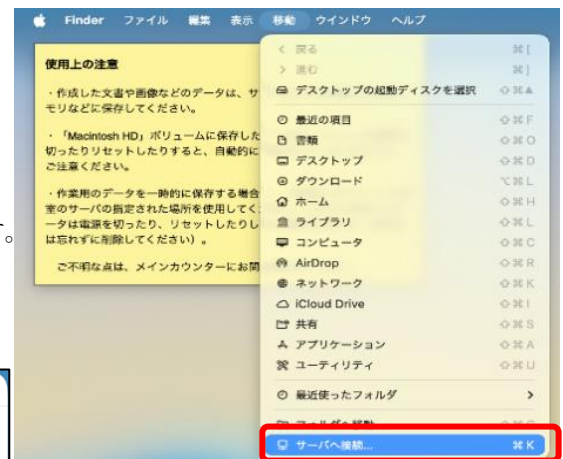 Finder ファイル 編集 表示 移動 ウインドウ ヘルプ
使用上の注意
・作成した文書や画像などのデータは、サ
モリなどに保存してください。
・「Macintosh HD」ボリュームに保存した
切ったりリセットしたりすると、自動的に
ご注意ください。
・作業用のデータを一時的に保存する場合
室のサーバの指定された場所を使用してく
ータは電源を切ったり、リセットしたりし
は忘れずに削除してください）。
ご不明な点は、メインカウンターにお問
。
戻る ⌘[
進む ⌘]
デスクトップの起動ディスクを選択 ⇧⌘▲
最近の項目 ⇧⌘F
書類 ⇧⌘O
デスクトップ ⇧⌘D
ダウンロード ⌥⌘L
ホーム ⇧⌘H
ライブラリ ⇧⌘L
コンピュータ ⇧⌘C
AirDrop ⇧⌘R
ネットワーク ⇧⌘K
iCloud Drive ⇧⌘I
共有 ⇧⌘S
アプリケーション ⇧⌘A
ユーティリティ ⇧⌘U
最近使ったフォルダ >
サーバへ接続... ⌘K